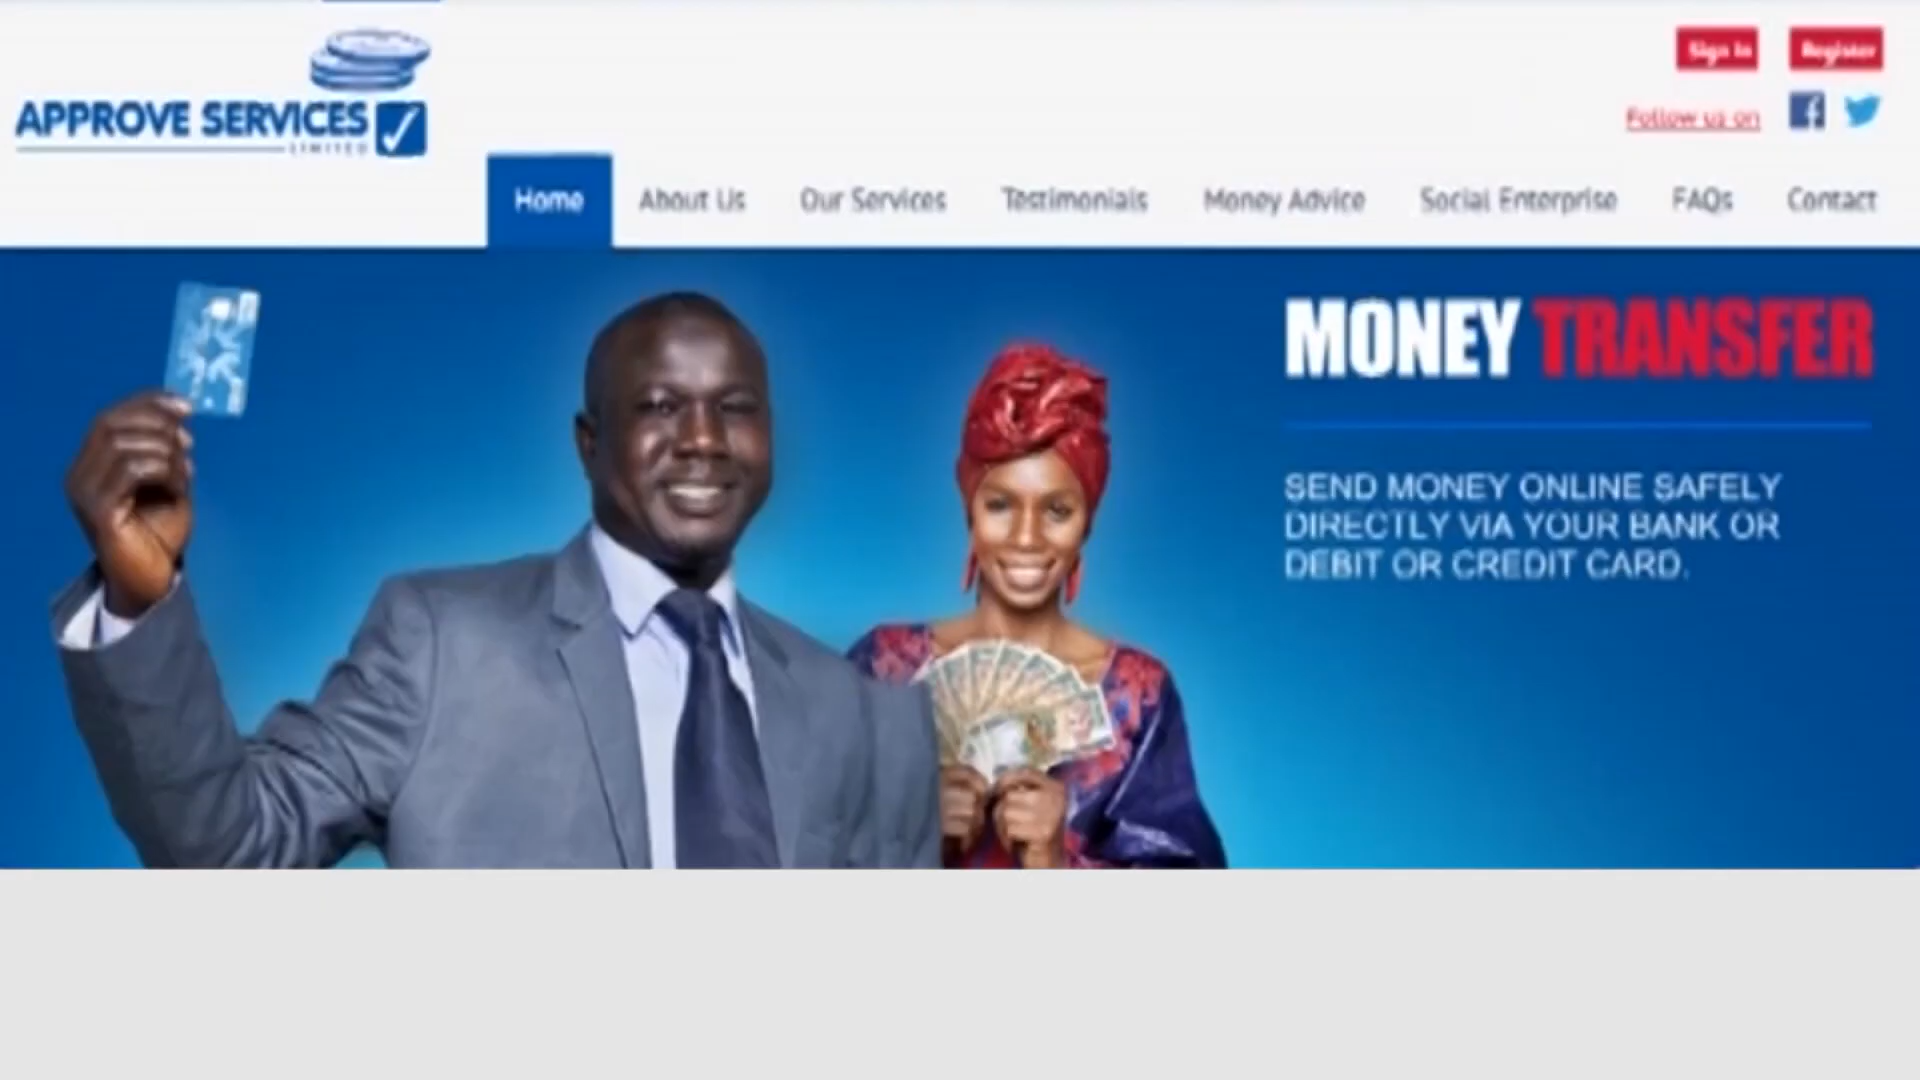 APPROVE SERVICES
LIMITED
Sign In
Register
Follow us on
Home
About Us
Our Services
Testimonials
Money Advice
Social Enterprise
FAQs
Contact
MONEY TRANSFER
SEND MONEY ONLINE SAFELY
DIRECTLY VIA YOUR BANK OR
DEBIT OR CREDIT CARD.